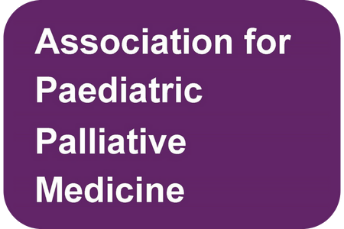 Association for
Paediatric
Palliative
Medicine